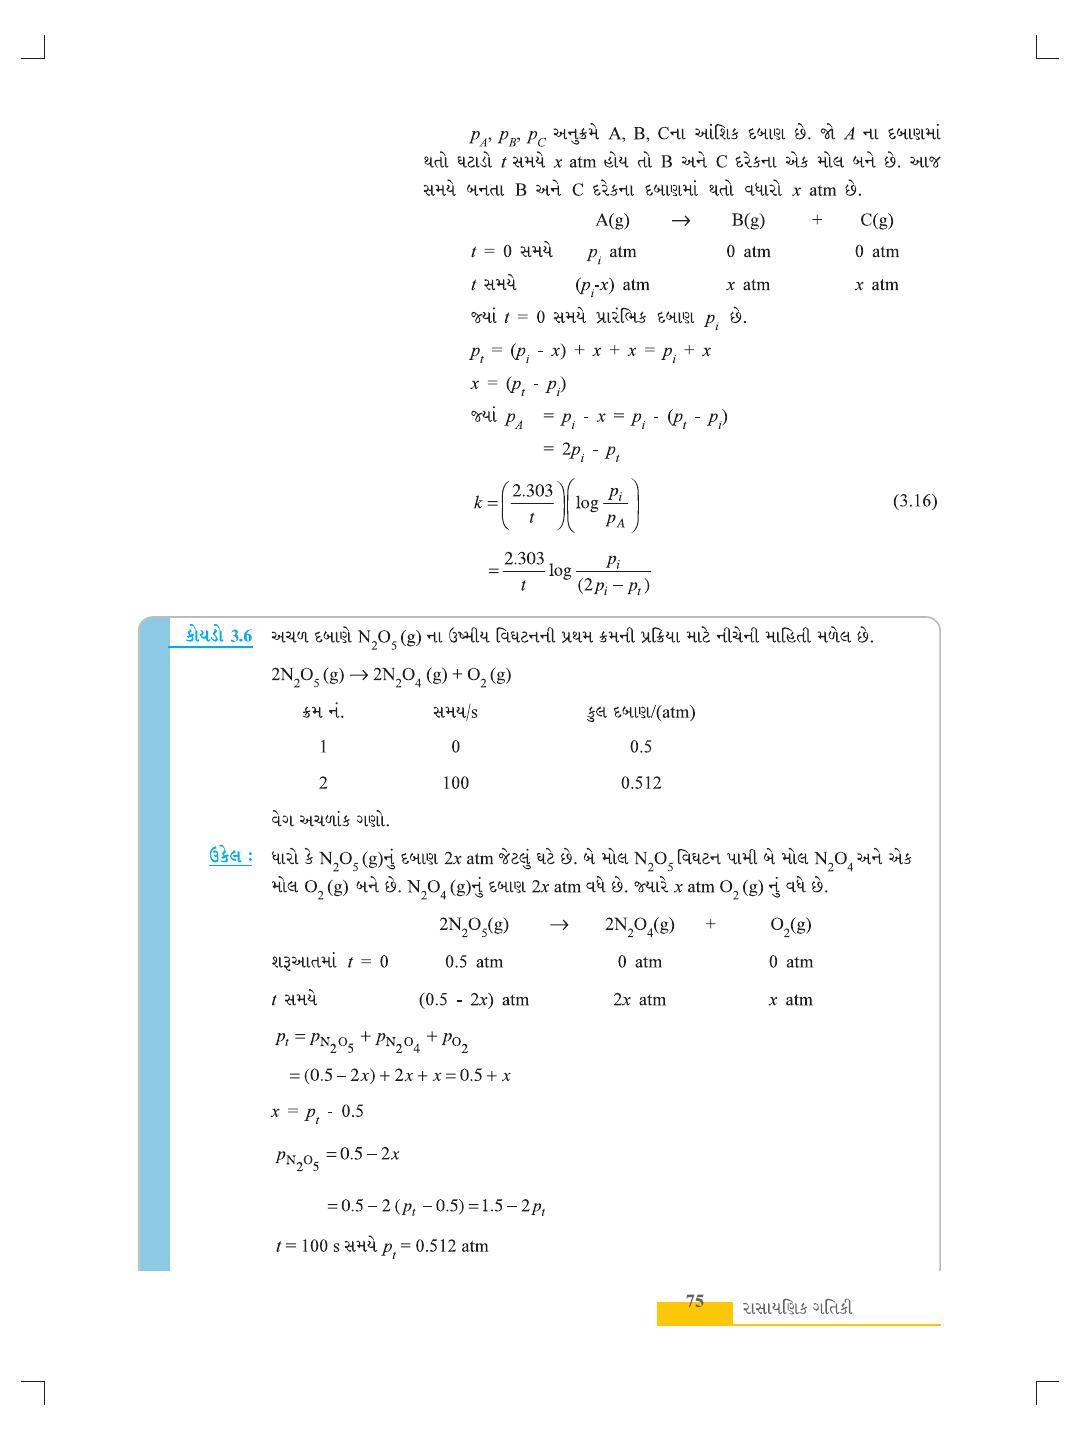 p_A, p_B, p_C અનુક્રમે A, B, Cના આંશિક દબાણ છે. જો A ના દબાણમાં
થતો ઘટાડો t સમયે x atm હોય તો B અને C દરેકના એક મોલ બને છે. આજ
સમયે બનતા B અને C દરેકના દબાણમાં થતો વધારો x atm છે.
A(g) → B(g) + C(g)
t = 0 સમયે p_i atm 0 atm 0 atm
t સમયે (p_i-x) atm x atm x atm
જ્યાં t = 0 સમયે પ્રારંભિક દબાણ p_i છે.
p_t = (p_i - x) + x + x = p_i + x
x = (p_t - p_i)
જ્યાં p_A = p_i - x = p_i - (p_t - p_i)
= 2p_i - p_t
k = (2.303 / t) (log p_i / p_A) (3.16)
= 2.303 / t log p_i / (2p_i – p_t)
કોયડો 3.6 અચળ દબાણે N₂O₅ (g) ના ઉષ્મીય વિઘટનની પ્રથમ ક્રમની પ્રક્રિયા માટે નીચેની માહિતી મળેલ છે.
2N₂O₅ (g) → 2N₂O₄ (g) + O₂ (g)
ક્રમ નં. સમય/s કુલ દબાણ/(atm)
1 0 0.5
2 100 0.512
વેગ અચળાંક ગણો.
ઉકેલ : ધારો કે N₂O₅ (g)નું દબાણ 2x atm જેટલું ઘટે છે. બે મોલ N₂O₅ વિઘટન પામી બે મોલ N₂O₄ અને એક
મોલ O₂ (g) બને છે. N₂O₄ (g)નું દબાણ 2x atm વધે છે. જ્યારે x atm O₂ (g) નું વધે છે.
2N₂O₅(g) → 2N₂O₄(g) + O₂(g)
શરૂઆતમાં t = 0 0.5 atm 0 atm 0 atm
t સમયે (0.5 - 2x) atm 2x atm x atm
p_t = p_N₂O₅ + p_N₂O₄ + p_O₂
= (0.5 – 2x) + 2x + x = 0.5 + x
x = p_t - 0.5
p_N₂O₅ = 0.5 – 2x
= 0.5 – 2 (p_t – 0.5) = 1.5 – 2p_t
t = 100 s સમયે p_t = 0.512 atm
75 રાસાયણિક ગતિકી